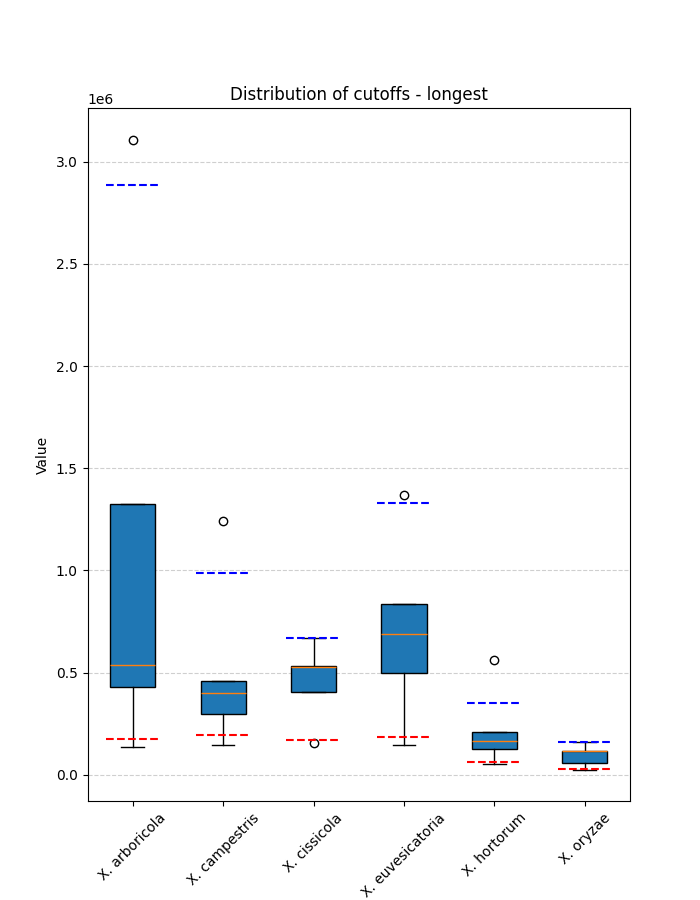 Distribution of cutoffs - longest
1e6
3.0
2.5
2.0
1.5
1.0
0.5
0.0
Value
X. arboricola
X. campestris
X. cissicola
X. euvesicatoria
X. hortorum
X. oryzae